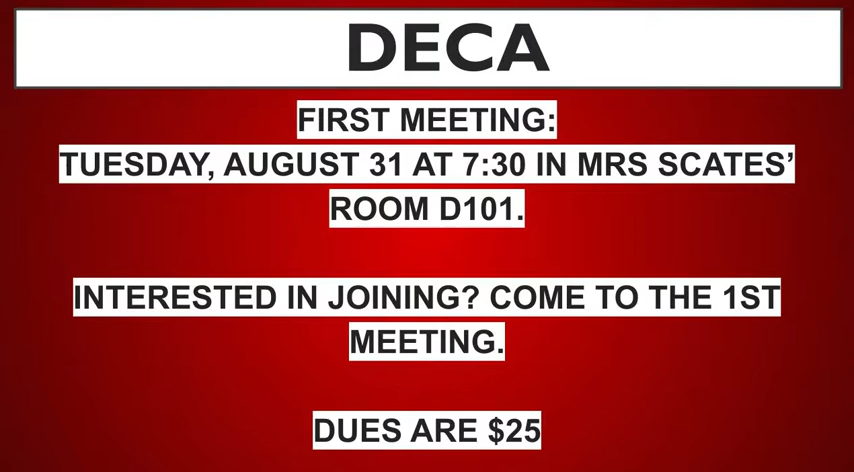 DECA
FIRST MEETING:
TUESDAY, AUGUST 31 AT 7:30 IN MRS SCATES’
ROOM D101.
INTERESTED IN JOINING? COME TO THE 1ST
MEETING.
DUES ARE $25